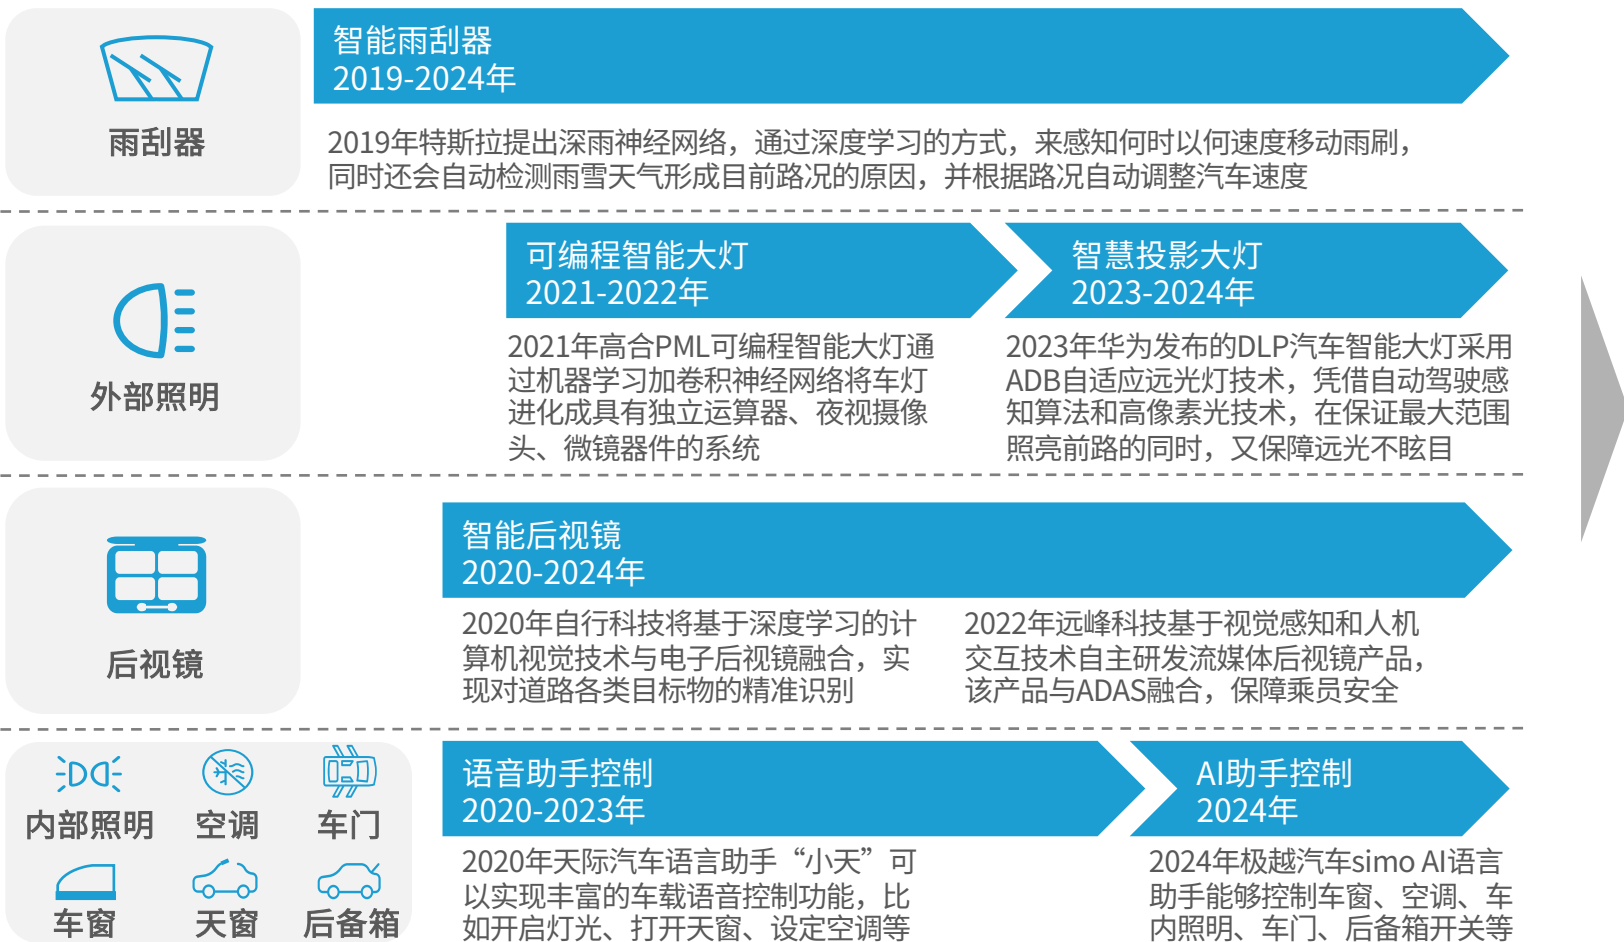 雨刮器
智能雨刮器
2019-2024年
2019年特斯拉提出深雨神经网络，通过深度学习的方式，来感知何时以何速度移动雨刷，
同时还会自动检测雨雪天气形成目前路况的原因，并根据路况自动调整汽车速度
外部照明
可编程智能大灯
2021-2022年
2021年高合PML可编程智能大灯通
过机器学习加卷积神经网络将车灯
进化成具有独立运算器、夜视摄像
头、微镜器件的系统
智慧投影大灯
2023-2024年
2023年华为发布的DLP汽车智能大灯采用
ADB自适应远光灯技术，凭借自动驾驶感
知算法和高像素光技术，在保证最大范围
照亮前路的同时，又保障远光不眩目
后视镜
智能后视镜
2020-2024年
2020年自行科技将基于深度学习的计
算机视觉技术与电子后视镜融合，实
现对道路各类目标物的精准识别
2022年远峰科技基于视觉感知和人机
交互技术自主研发流媒体后视镜产品，
该产品与ADAS融合，保障乘员安全
内部照明
空调
车门
车窗
天窗
后备箱
语音助手控制
2020-2023年
2020年天际汽车语言助手“小天”可
以实现丰富的车载语音控制功能，比
如开启灯光、打开天窗、设定空调等
AI助手控制
2024年
2024年极越汽车simo AI语言
助手能够控制车窗、空调、车
内照明、车门、后备箱开关等